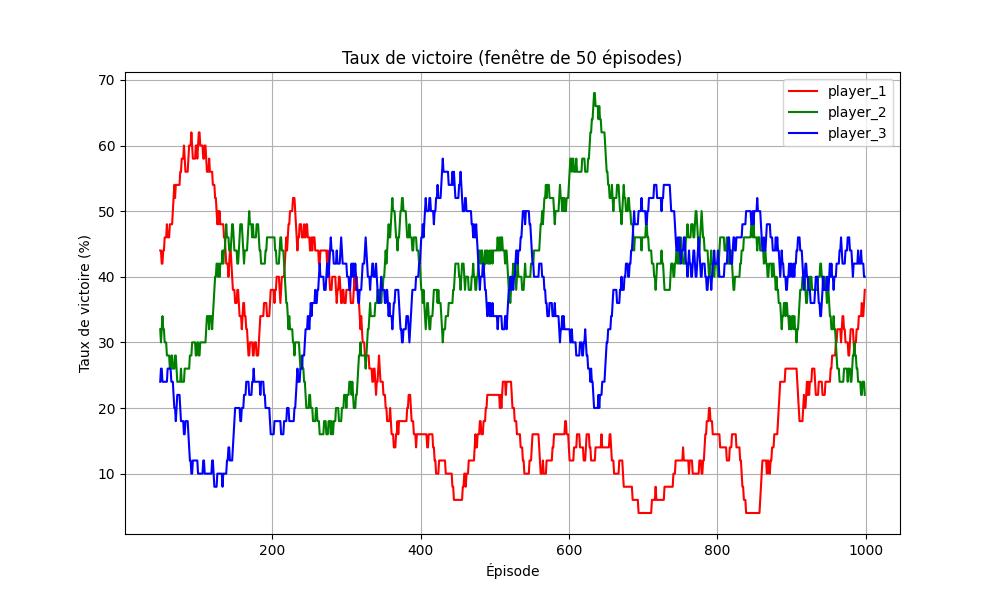 Taux de victoire (fenêtre de 50 épisodes)
player_1
player_2
player_3
Taux de victoire (%)
70
60
50
40
30
20
10
200 400 600 800 1000
Épisode